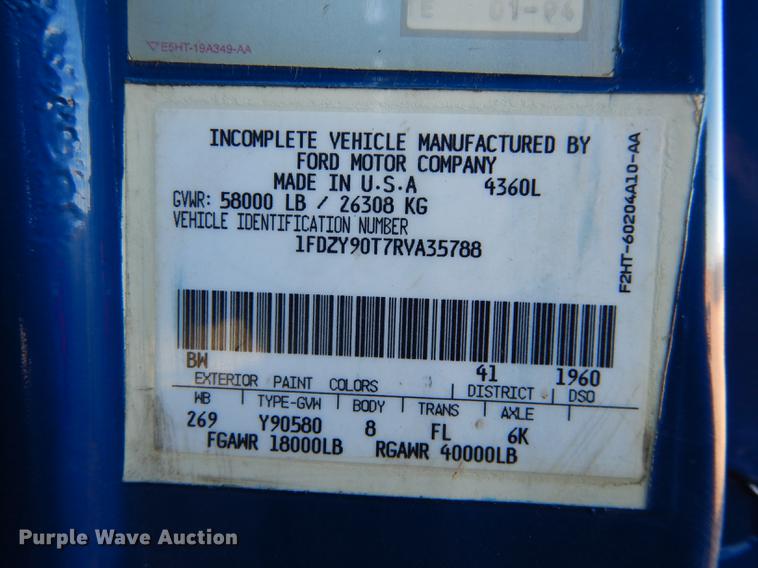 E 01-94
▽E5HT-19A349-AA
INCOMPLETE VEHICLE MANUFACTURED BY
FORD MOTOR COMPANY
MADE IN U.S.A 4360L
GVWR: 58000 LB / 26308 KG
VEHICLE IDENTIFICATION NUMBER
1FDZY90T7RVA35788
F2HT-60204A10-AA
BW 41 1960
EXTERIOR PAINT COLORS DISTRICT DSO
WB TYPE-GVW BODY TRANS AXLE
269 Y90580 8 FL 6K
FGAWR 18000LB RGAWR 40000LB
Purple Wave Auction